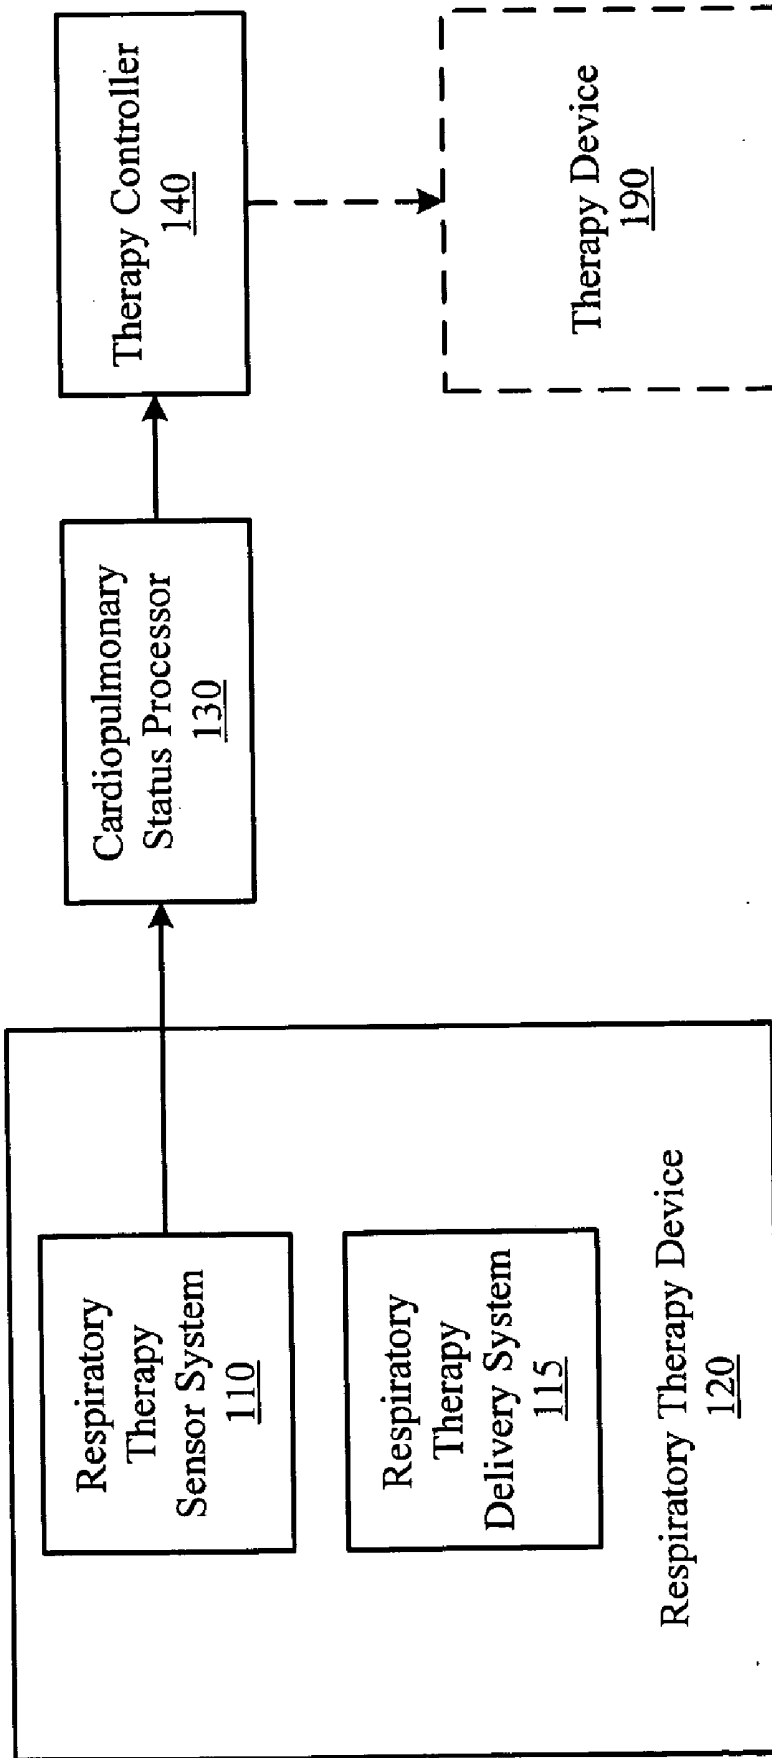 Respiratory
Therapy
Sensor System
110
Respiratory
Therapy
Delivery System
115
Respiratory Therapy Device
120
Cardiopulmonary
Status Processor
130
Therapy Controller
140
Therapy Device
190